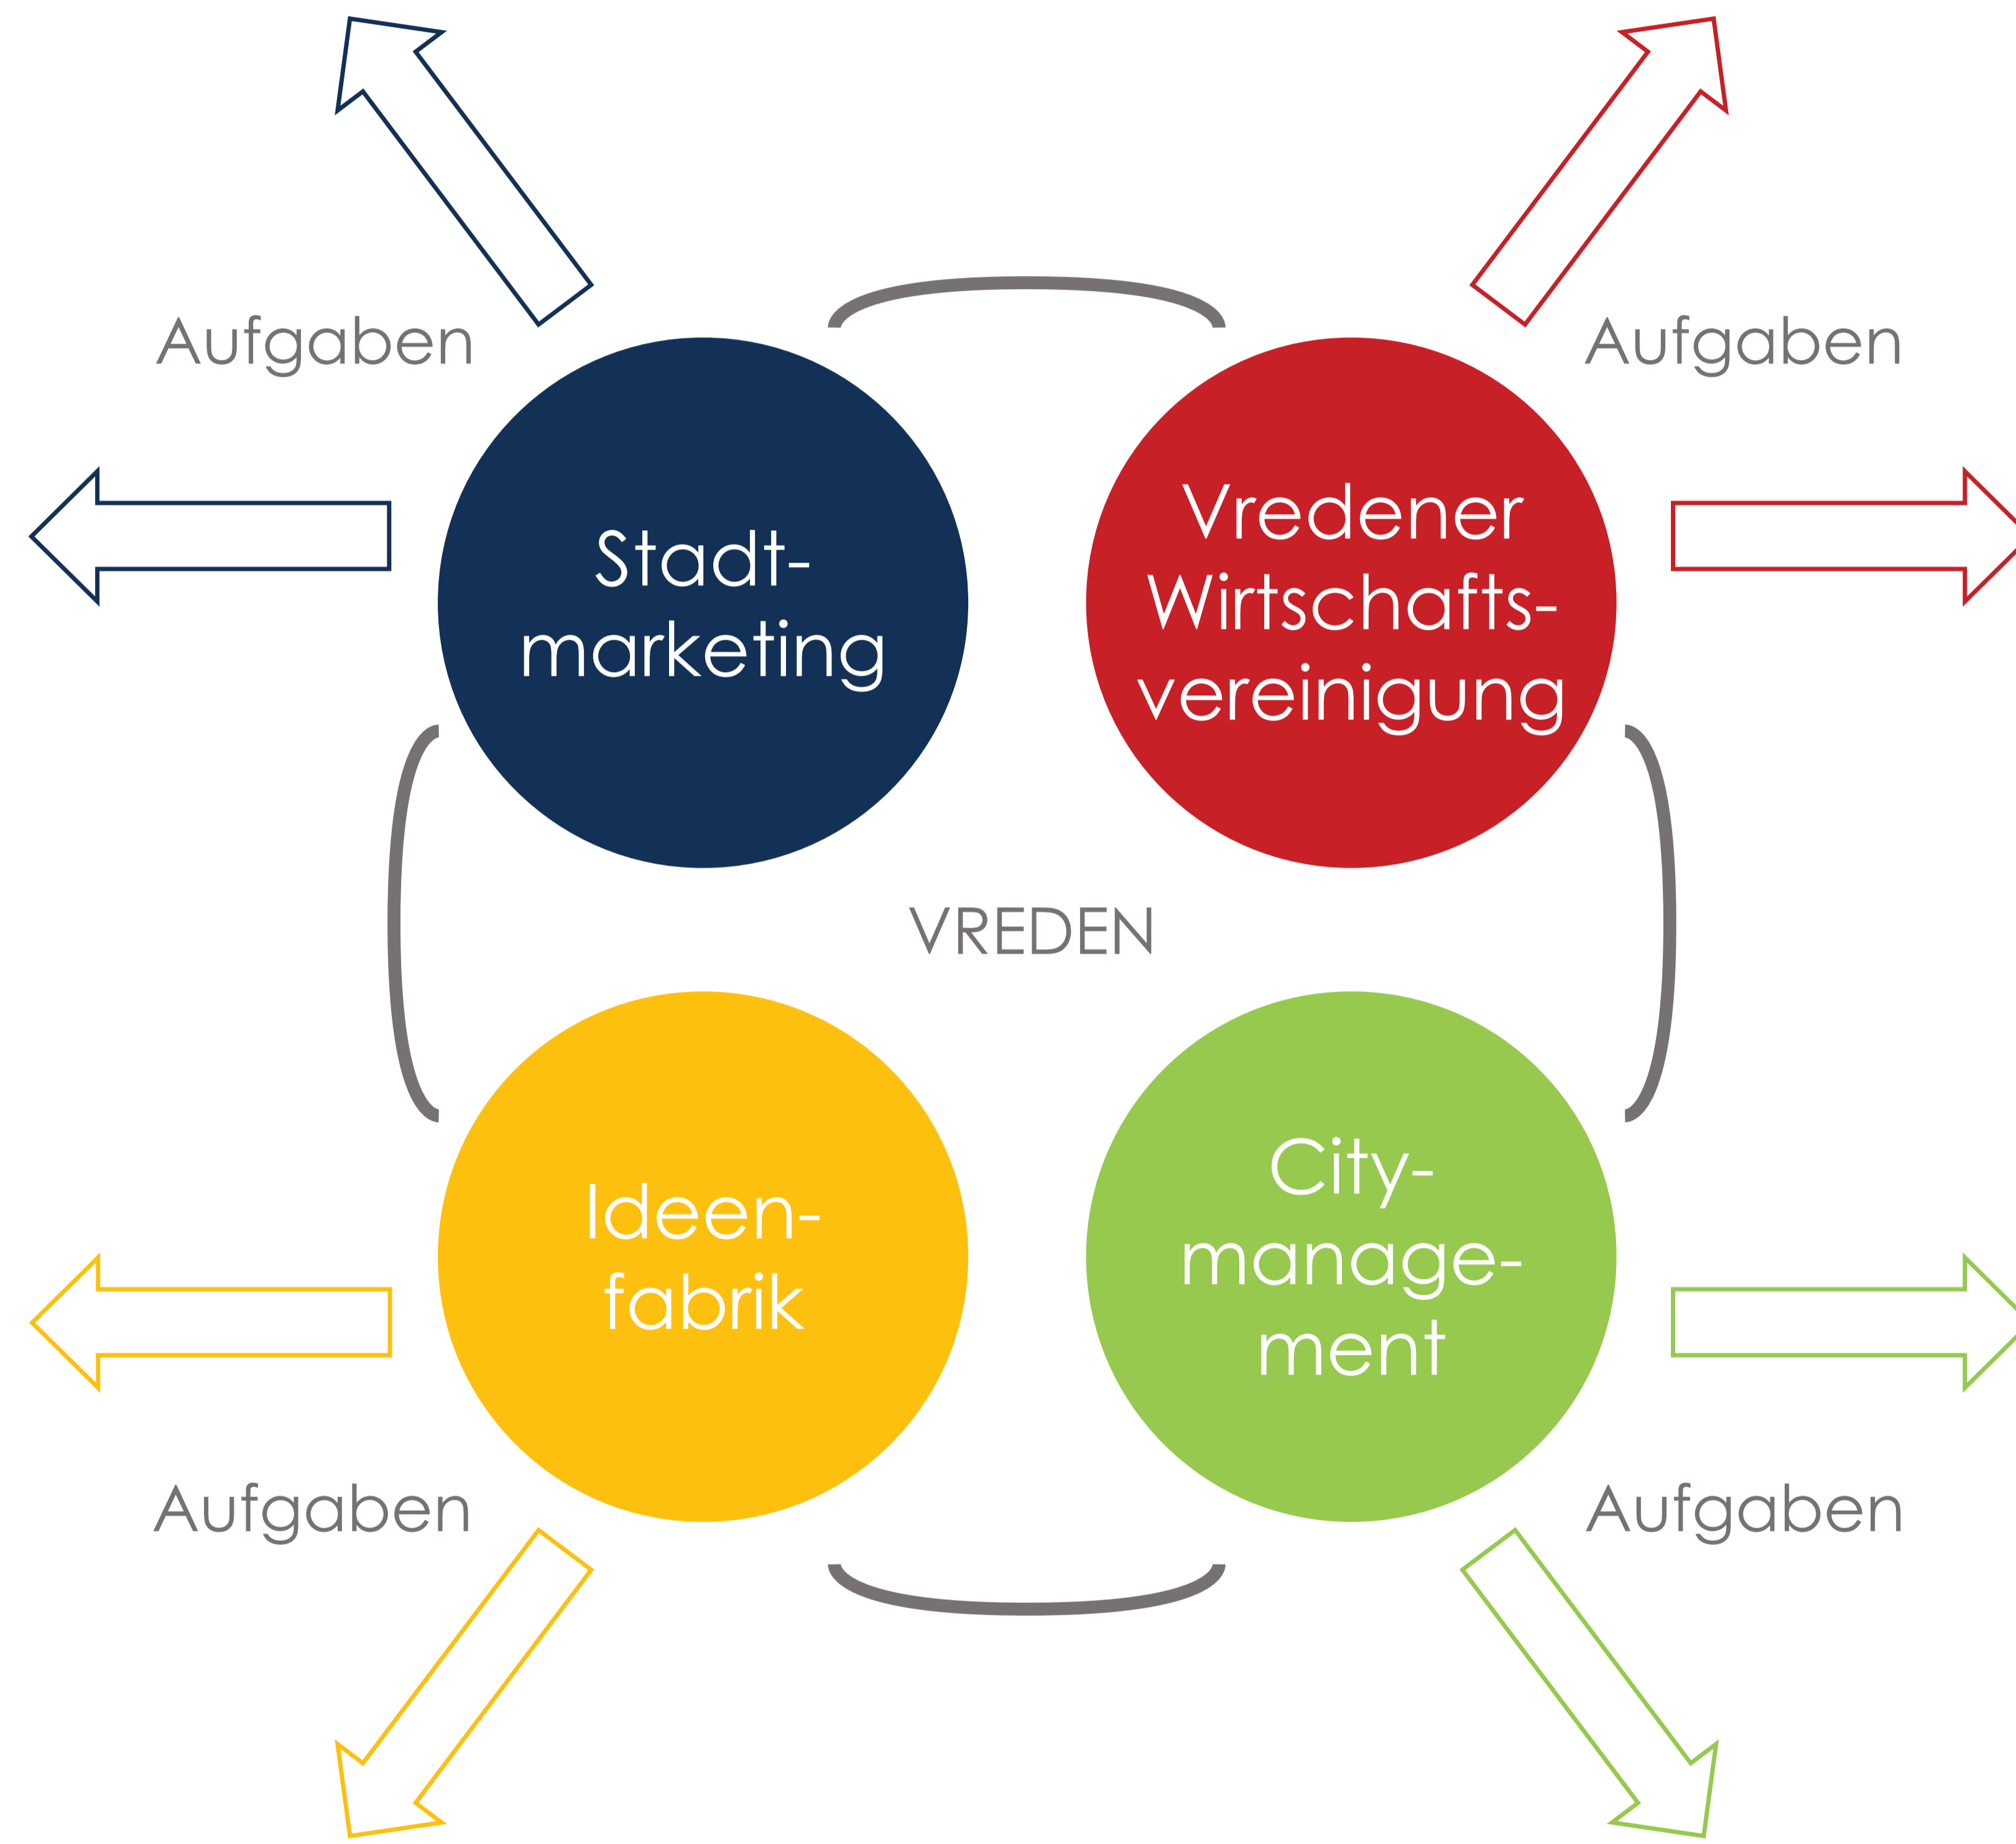 Aufgaben
Aufgaben
Stadt-
marketing
Vredener
Wirtschafts-
vereinigung
VREDEN
Ideen-
fabrik
City-
manage-
ment
Aufgaben
Aufgaben